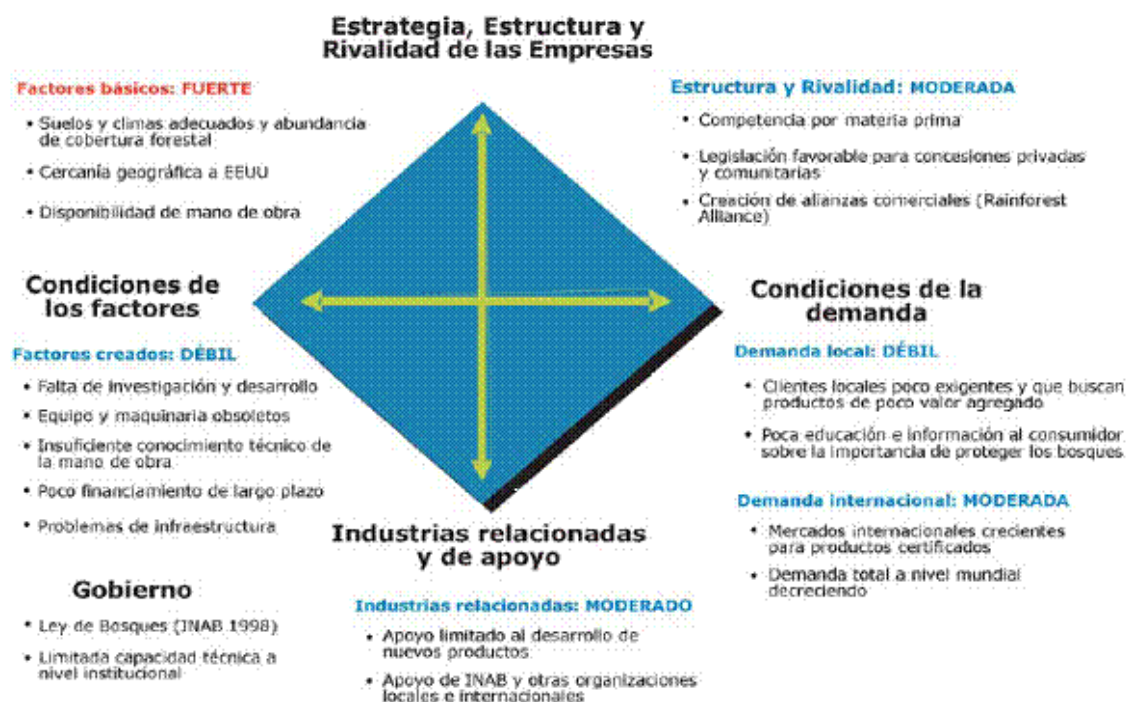 Estrategia, Estructura y
Rivalidad de las Empresas
Factores básicos: FUERTE
• Suelos y climas adecuados y abundancia
de cobertura forestal
• Cercanía geográfica a EEUU
• Disponibilidad de mano de obra
Estructura y Rivalidad: MODERADA
• Competencia por materia prima
• Legislación favorable para concesiones privadas
y comunitarias
• Creación de alianzas comerciales (Rainforest
Alliance)
Condiciones de
los factores
Factores creados: DÉBIL
• Falta de investigación y desarrollo
• Equipo y maquinaria obsoletos
• Insuficiente conocimiento técnico de
la mano de obra
• Poco financiamiento de largo plazo
• Problemas de infraestructura
Condiciones de la
demanda
Demanda local: DÉBIL
• Clientes locales poco exigentes y que buscan
productos de poco valor agregado
• Poca educación e información al consumidor
sobre la importancia de proteger los bosques
Demanda internacional: MODERADA
• Mercados internacionales crecientes
para productos certificados
• Demanda total a nivel mundial
decreciendo
Gobierno
• Ley de Bosques (INAB 1998)
• Limitada capacidad técnica a
nivel institucional
Industrias relacionadas
y de apoyo
Industrias relacionadas: MODERADO
• Apoyo limitado al desarrollo de
nuevos productos
• Apoyo de INAB y otras organizaciones
locales e internacionales